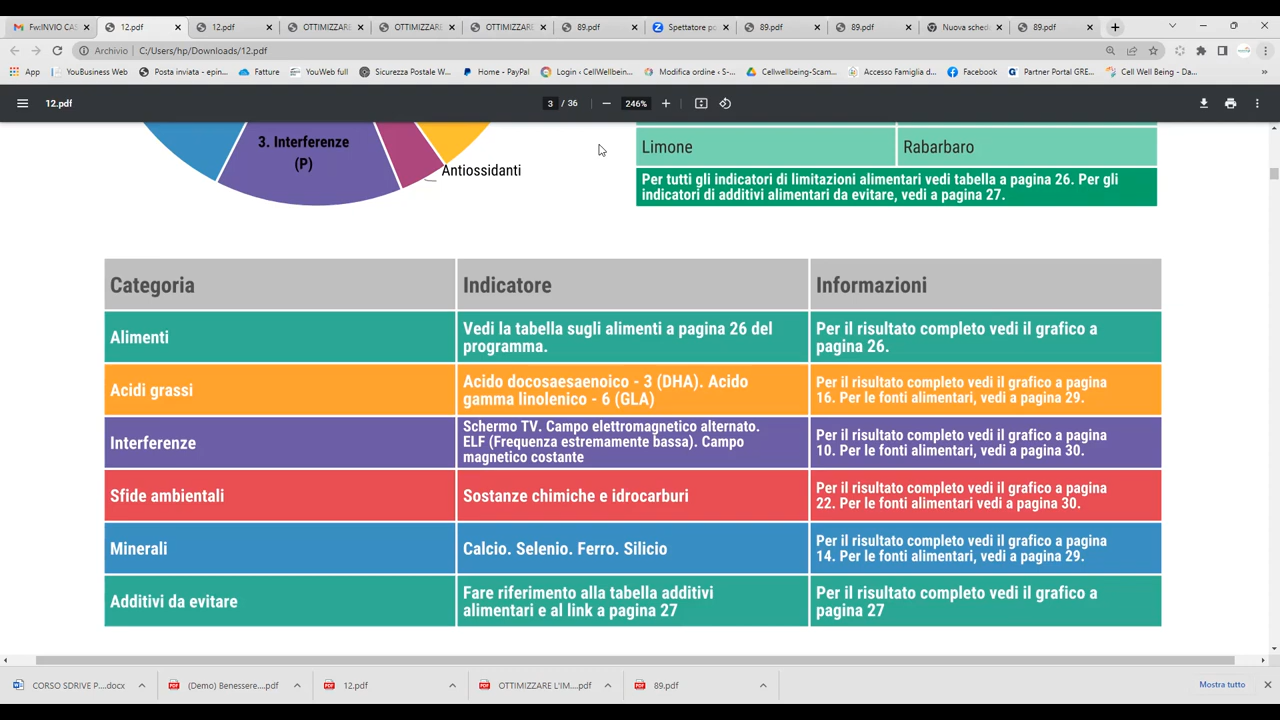 Fw:INVIO CAS
12.pdf
12.pdf
OTTIMIZZARE
OTTIMIZZARE
OTTIMIZZARE
89.pdf
Spettatore po
89.pdf
89.pdf
Nuova sched
89.pdf
Archivio
C:/Users/hp/Downloads/12.pdf
App
YouBusiness Web
Posta inviata - epin...
Fatture
YouWeb full
Sicurezza Postale W...
Home - PayPal
Login ‹ CellWellbein...
Modifica ordine ‹ S-...
Cellwellbeing-Scam...
Accesso Famiglia d...
Facebook
Partner Portal GRE...
Cell Well Being - Da...
12.pdf
3 / 36
246%
3. Interferenze
(P)
Antiossidanti
Limone
Rabarbaro
Per tutti gli indicatori di limitazioni alimentari vedi tabella a pagina 26. Per gli
indicatori di additivi alimentari da evitare, vedi a pagina 27.
Categoria
Indicatore
Informazioni
Alimenti
Vedi la tabella sugli alimenti a pagina 26 del
programma.
Per il risultato completo vedi il grafico a
pagina 26.
Acidi grassi
Acido docosaesaenoico - 3 (DHA). Acido
gamma linolenico - 6 (GLA)
Per il risultato completo vedi il grafico a pagina
16. Per le fonti alimentari, vedi a pagina 29.
Interferenze
Schermo TV. Campo elettromagnetico alternato.
ELF (Frequenza estremamente bassa). Campo
magnetico costante
Per il risultato completo vedi il grafico a pagina
10. Per le fonti alimentari, vedi a pagina 30.
Sfide ambientali
Sostanze chimiche e idrocarburi
Per il risultato completo vedi il grafico a pagina
22. Per le fonti alimentari vedi a pagina 30.
Minerali
Calcio. Selenio. Ferro. Silicio
Per il risultato completo vedi il grafico a pagina
14. Per le fonti alimentari, vedi a pagina 29.
Additivi da evitare
Fare riferimento alla tabella additivi
alimentari e al link a pagina 27
Per il risultato completo vedi il grafico a
pagina 27
CORSO SDRIVE P....docx
(Demo) Benessere....pdf
12.pdf
OTTIMIZZARE L'IM....pdf
89.pdf
Mostra tutto